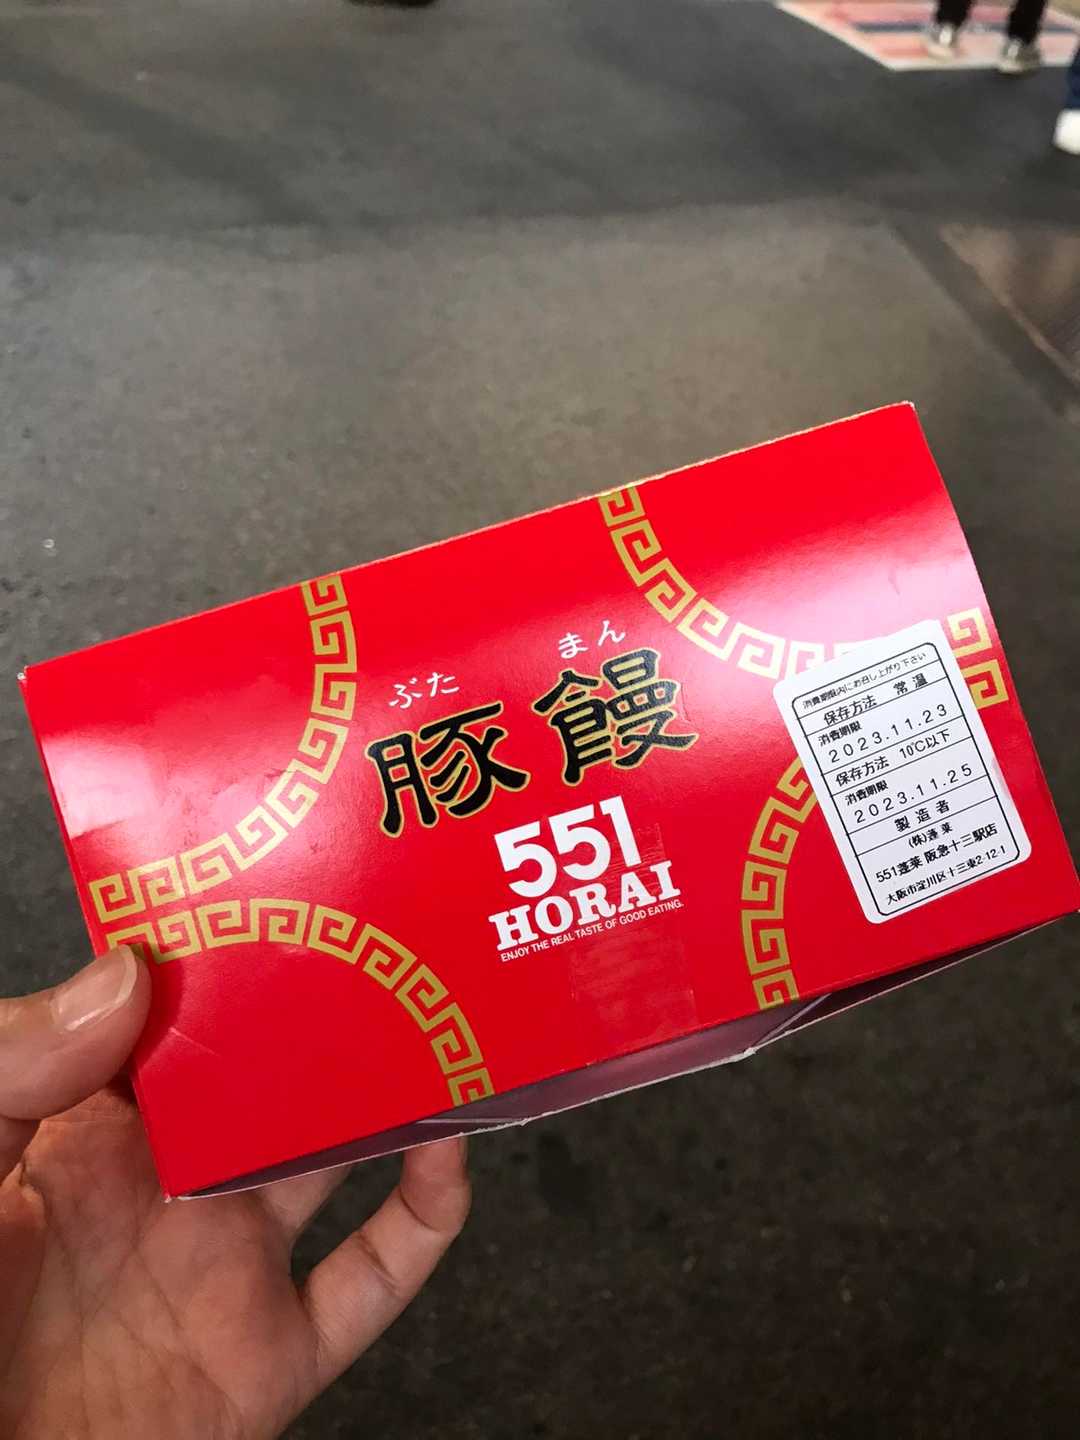 ぶた まん
豚饅
551
HORAI
ENJOY THE REAL TASTE OF GOOD EATING.
消費期限内にお召し上がり下さい
保存方法 常温
消費期限
2023.11.23
保存方法 10℃以下
消費期限
2023.11.25
製造者
(株)蓬莱
551蓬莱 阪急十三駅店
大阪市淀川区十三東2-12-1